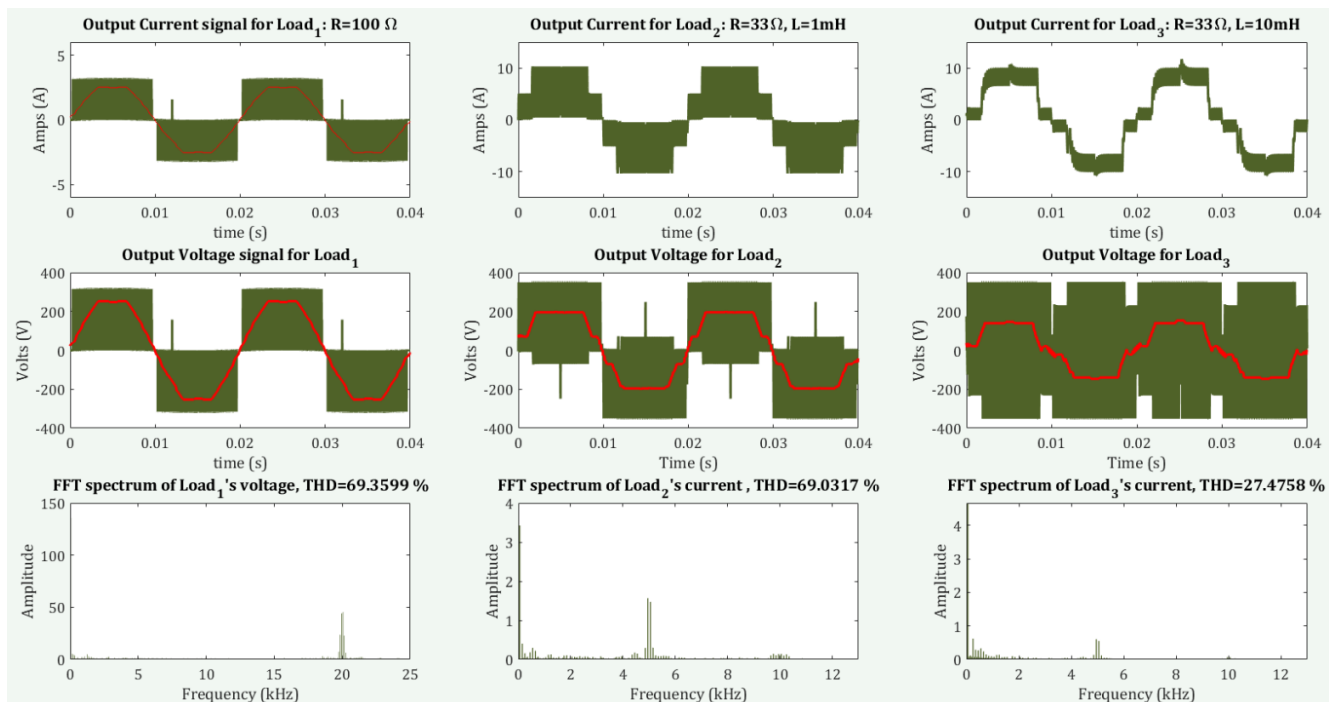 Output Current signal for Load₁: R=100 Ω
Amps (A)
5
0
-5
0 0.01 0.02 0.03 0.04
time (s)
Output Current for Load₂: R=33Ω, L=1mH
Amps (A)
10
0
-10
0 0.01 0.02 0.03 0.04
time (s)
Output Current for Load₃: R=33Ω, L=10mH
Amps (A)
10
0
-10
0 0.01 0.02 0.03 0.04
time (s)
Output Voltage signal for Load₁
Volts (V)
400
200
0
-200
-400
0 0.01 0.02 0.03 0.04
time (s)
Output Voltage for Load₂
Volts (V)
400
200
0
-200
-400
0 0.01 0.02 0.03 0.04
Time (s)
Output Voltage for Load₃
Volts (V)
400
200
0
-200
-400
0 0.01 0.02 0.03 0.04
Time (s)
FFT spectrum of Load₁'s voltage, THD=69.3599 %
Amplitude
150
100
50
0
0 5 10 15 20 25
Frequency (kHz)
FFT spectrum of Load₂'s current , THD=69.0317 %
Amplitude
4
3
2
1
0
0 2 4 6 8 10 12
Frequency (kHz)
FFT spectrum of Load₃'s current, THD=27.4758 %
Amplitude
4
3
2
1
0
0 2 4 6 8 10 12
Frequency (kHz)